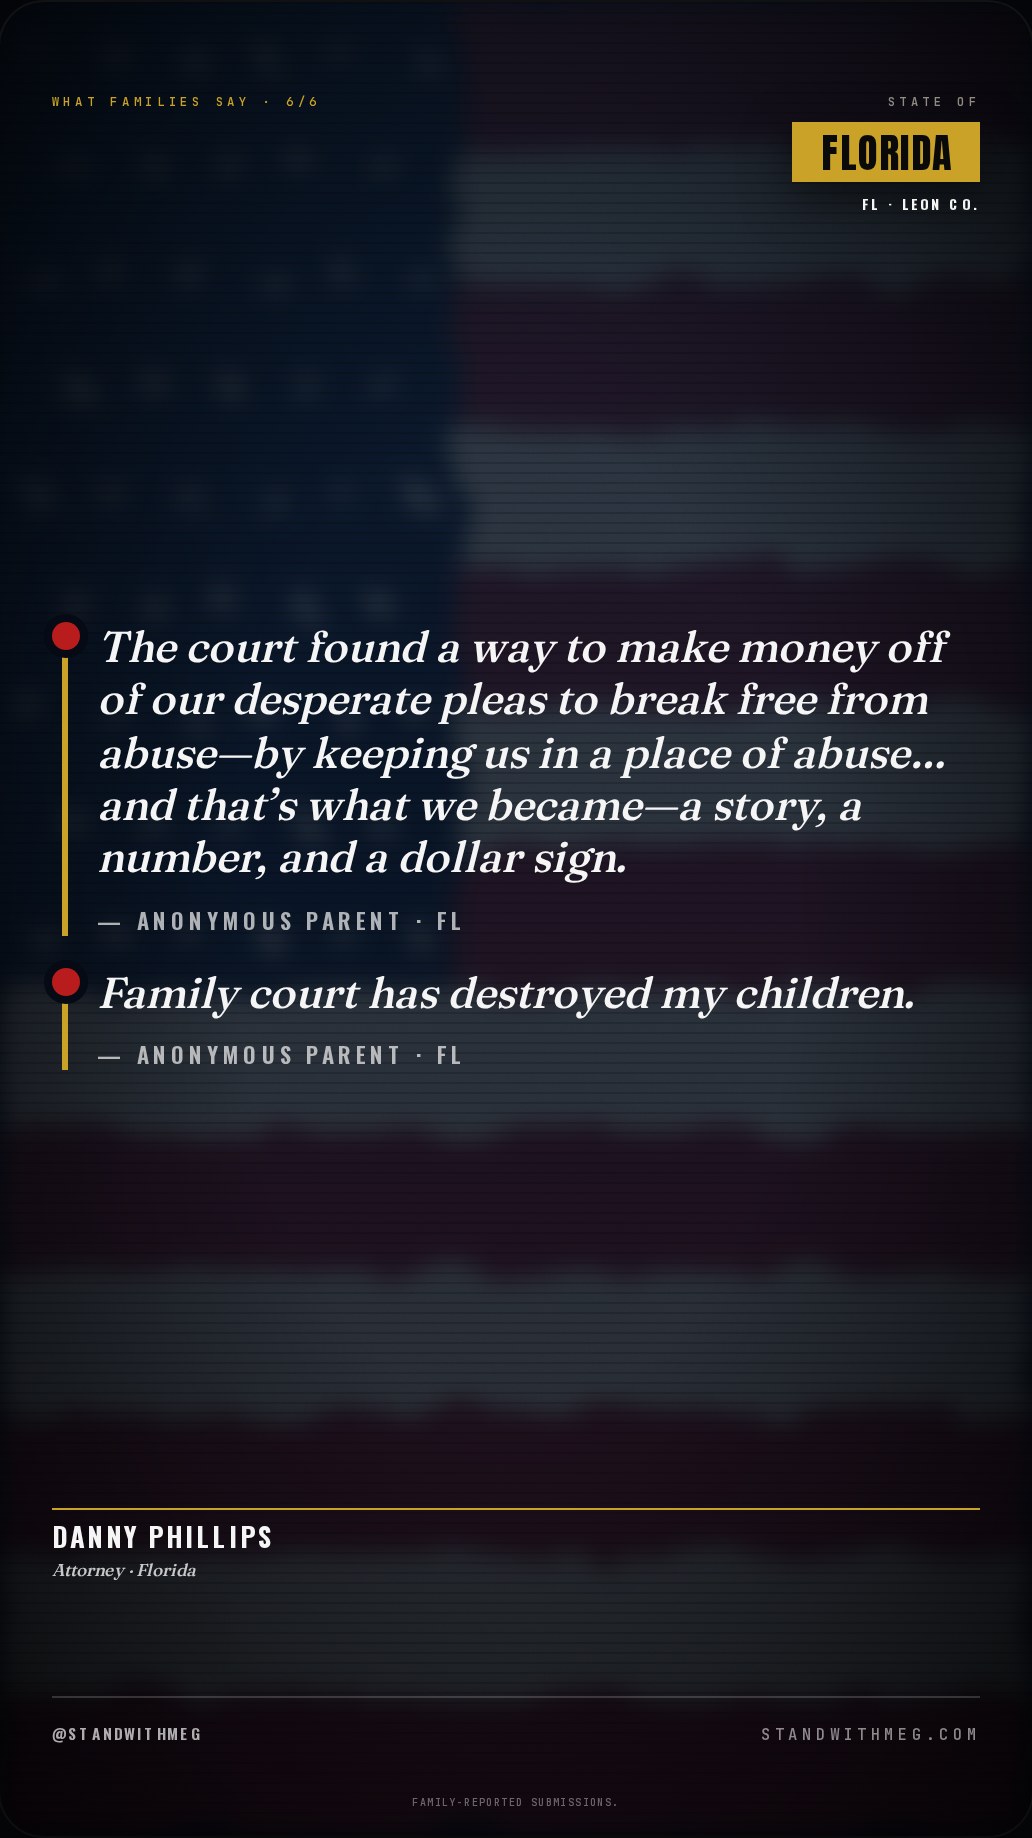 WHAT FAMILIES SAY · 6/6
STATE OF
FLORIDA
FL · LEON CO.
The court found a way to make money off
of our desperate pleas to break free from
abuse—by keeping us in a place of abuse...
and that’s what we became—a story, a
number, and a dollar sign.
— ANONYMOUS PARENT · FL
Family court has destroyed my children.
— ANONYMOUS PARENT · FL
DANNY PHILLIPS
Attorney · Florida
@STANDWITHMEG
STANDWITHMEG.COM
FAMILY-REPORTED SUBMISSIONS.